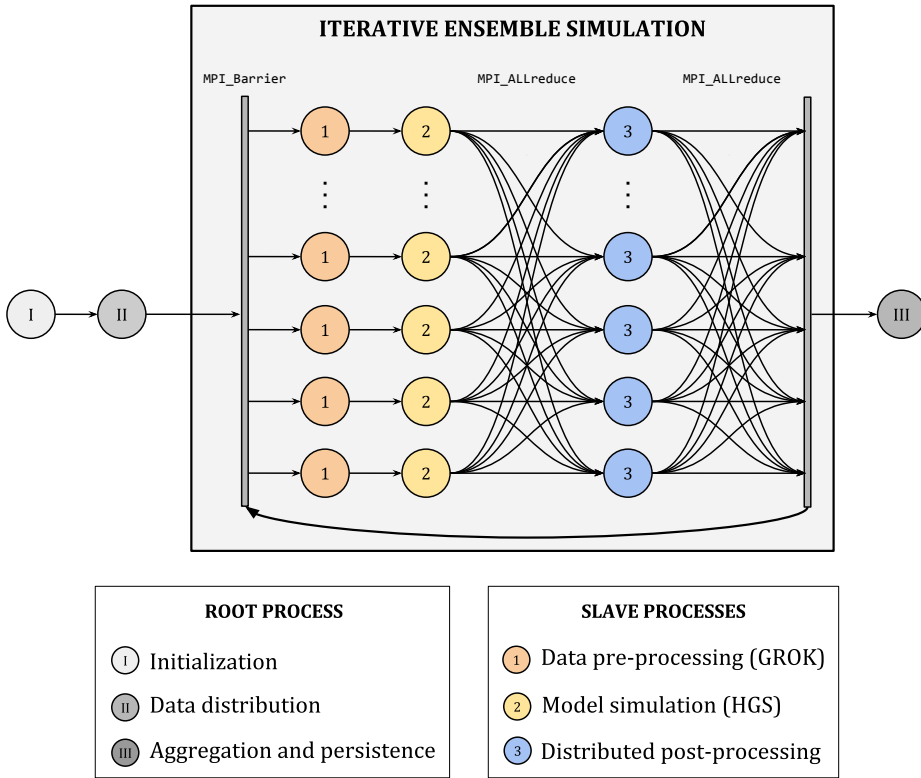 ITERATIVE ENSEMBLE SIMULATION
MPI_Barrier MPI_ALLreduce MPI_ALLreduce
1 2 3
⋮ ⋮ ⋮
1 2 3
I II III
1 2 3
1 2 3
1 2 3
ROOT PROCESS
I Initialization
II Data distribution
III Aggregation and persistence
SLAVE PROCESSES
1 Data pre-processing (GROK)
2 Model simulation (HGS)
3 Distributed post-processing